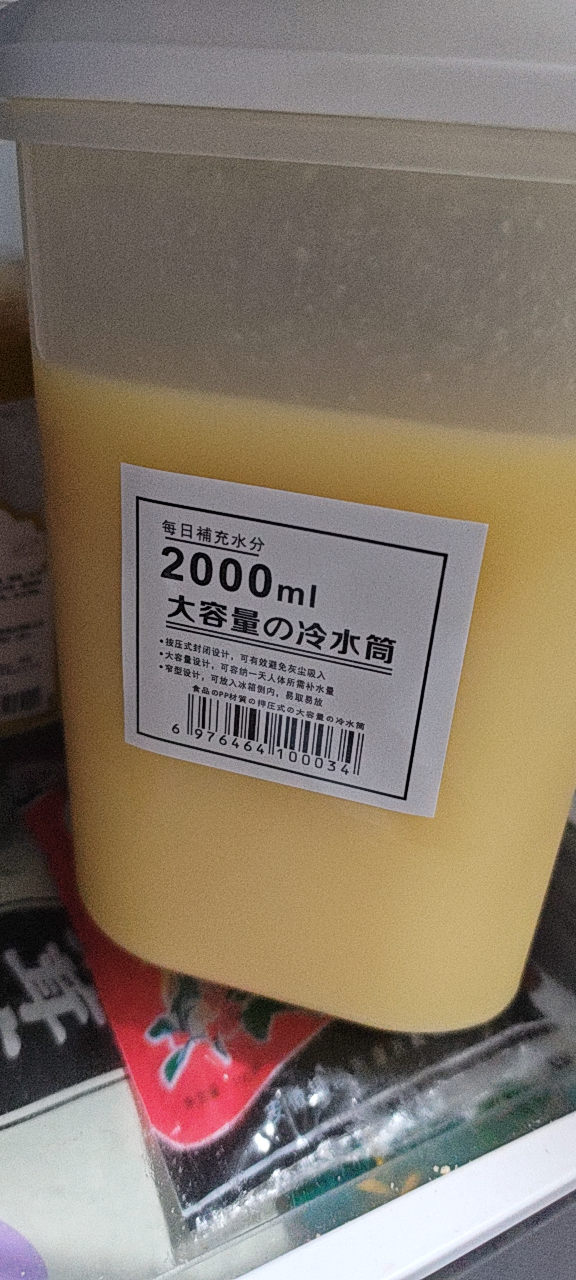 每日補充水分
2000ml
大容量の冷水筒
•按压式封闭设计，可有效避免灰尘吸入
•大容量设计，可容纳一天人体所需补水量
•窄型设计，可放入冰箱侧内，易取易放
食品のPP材質の押圧式の大容量の冷水筒
6 976464 100034